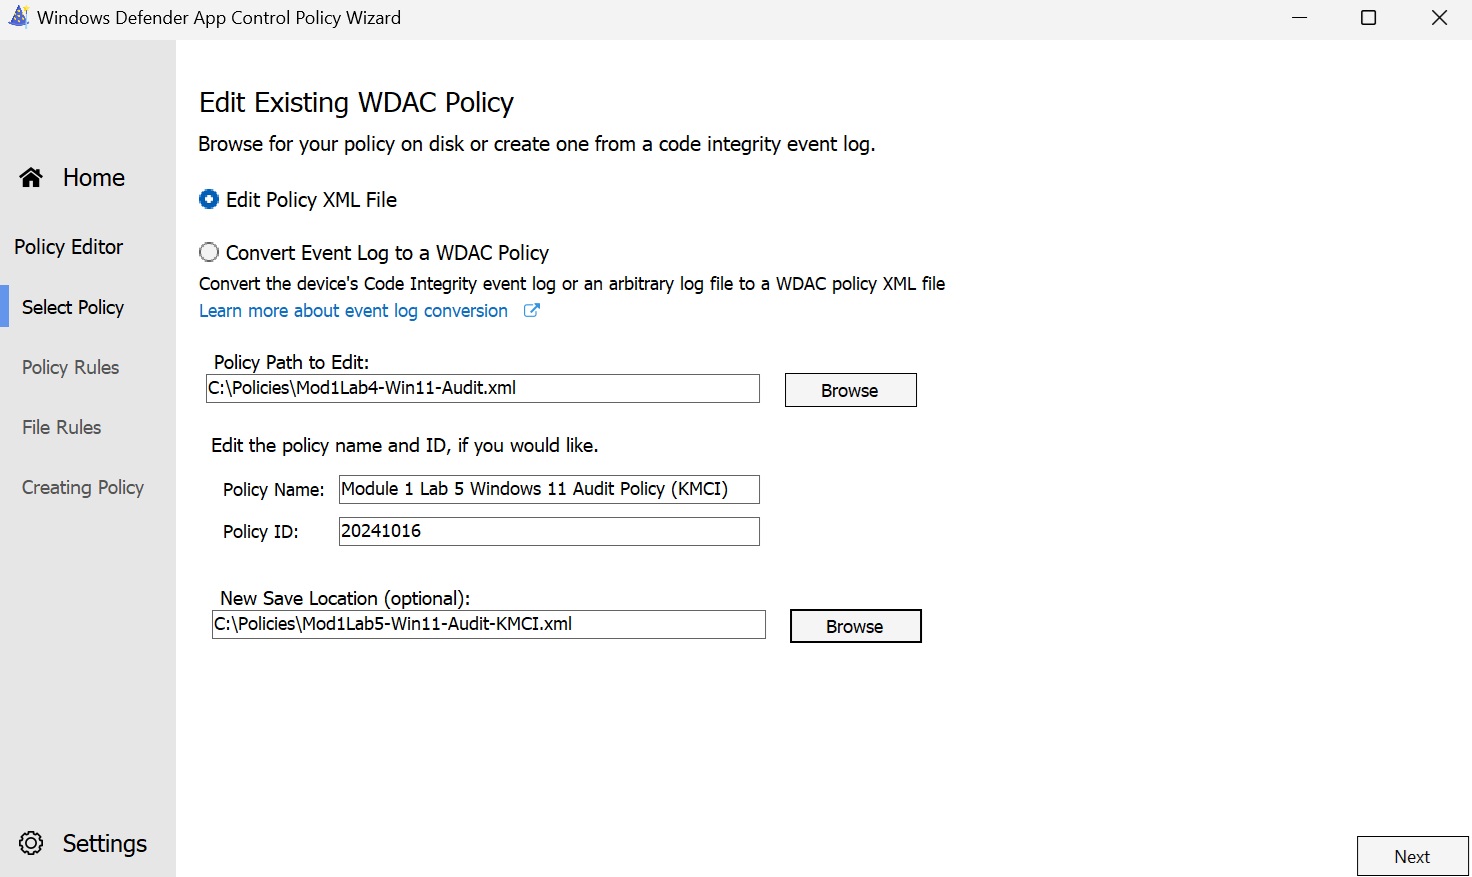 Windows Defender App Control Policy Wizard
Home
Policy Editor
Select Policy
Policy Rules
File Rules
Creating Policy
Settings
Edit Existing WDAC Policy
Browse for your policy on disk or create one from a code integrity event log.
Edit Policy XML File
Convert Event Log to a WDAC Policy
Convert the device's Code Integrity event log or an arbitrary log file to a WDAC policy XML file
Learn more about event log conversion
Policy Path to Edit:
C:\Policies\Mod1Lab4-Win11-Audit.xml
Browse
Edit the policy name and ID, if you would like.
Policy Name: Module 1 Lab 5 Windows 11 Audit Policy (KMCI)
Policy ID: 20241016
New Save Location (optional):
C:\Policies\Mod1Lab5-Win11-Audit-KMCI.xml
Browse
Next